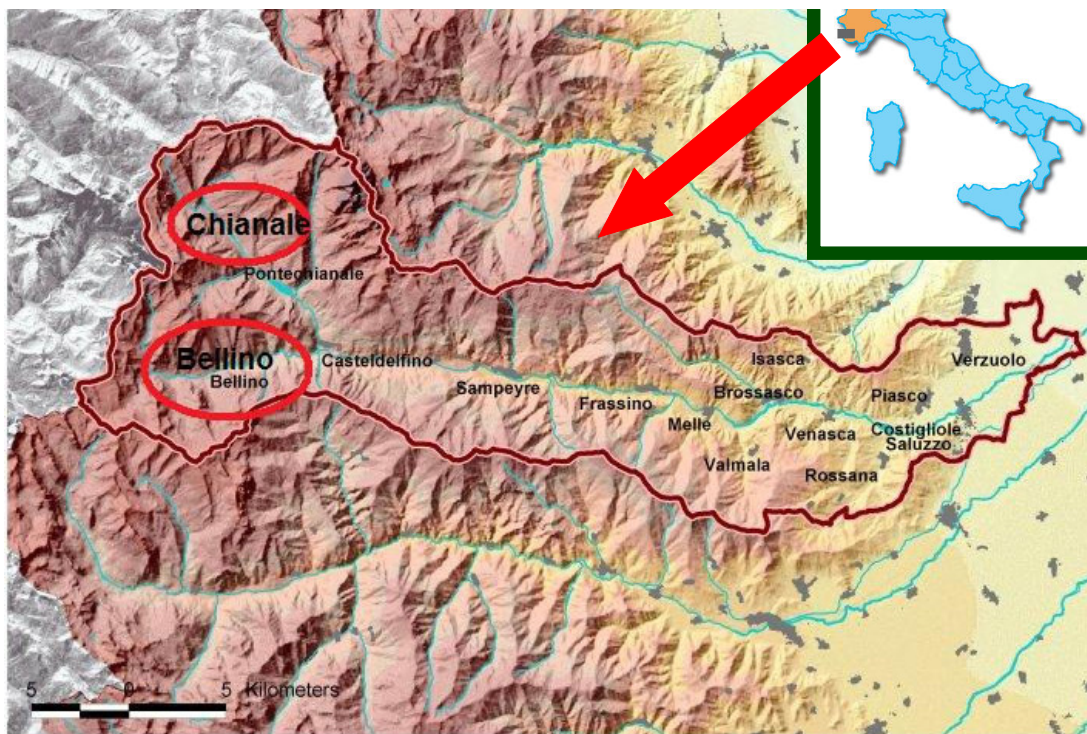 Chianale
Pontechianale
Bellino
Bellino
Casteldelfino
Sampeyre
Frassino
Melle
Isasca
Brossasco
Valmala
Venasca
Rossana
Piasco
Costigliole
Saluzzo
Verzuolo
5 0 5 Kilometers